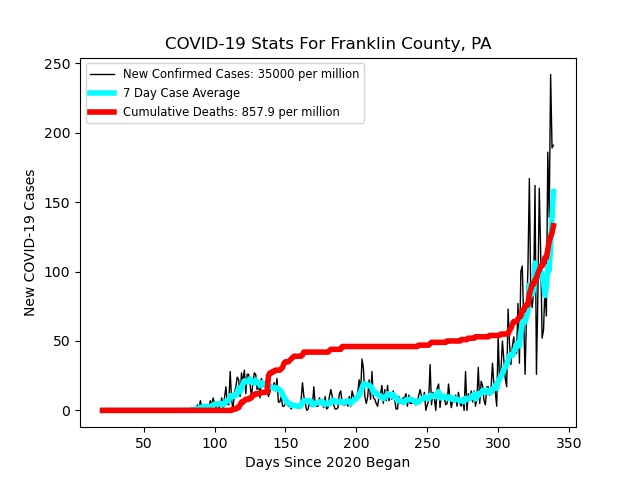 COVID-19 Stats For Franklin County, PA
New Confirmed Cases: 35000 per million
7 Day Case Average
Cumulative Deaths: 857.9 per million
New COVID-19 Cases
250
200
150
100
50
0
50
100
150
200
250
300
350
Days Since 2020 Began